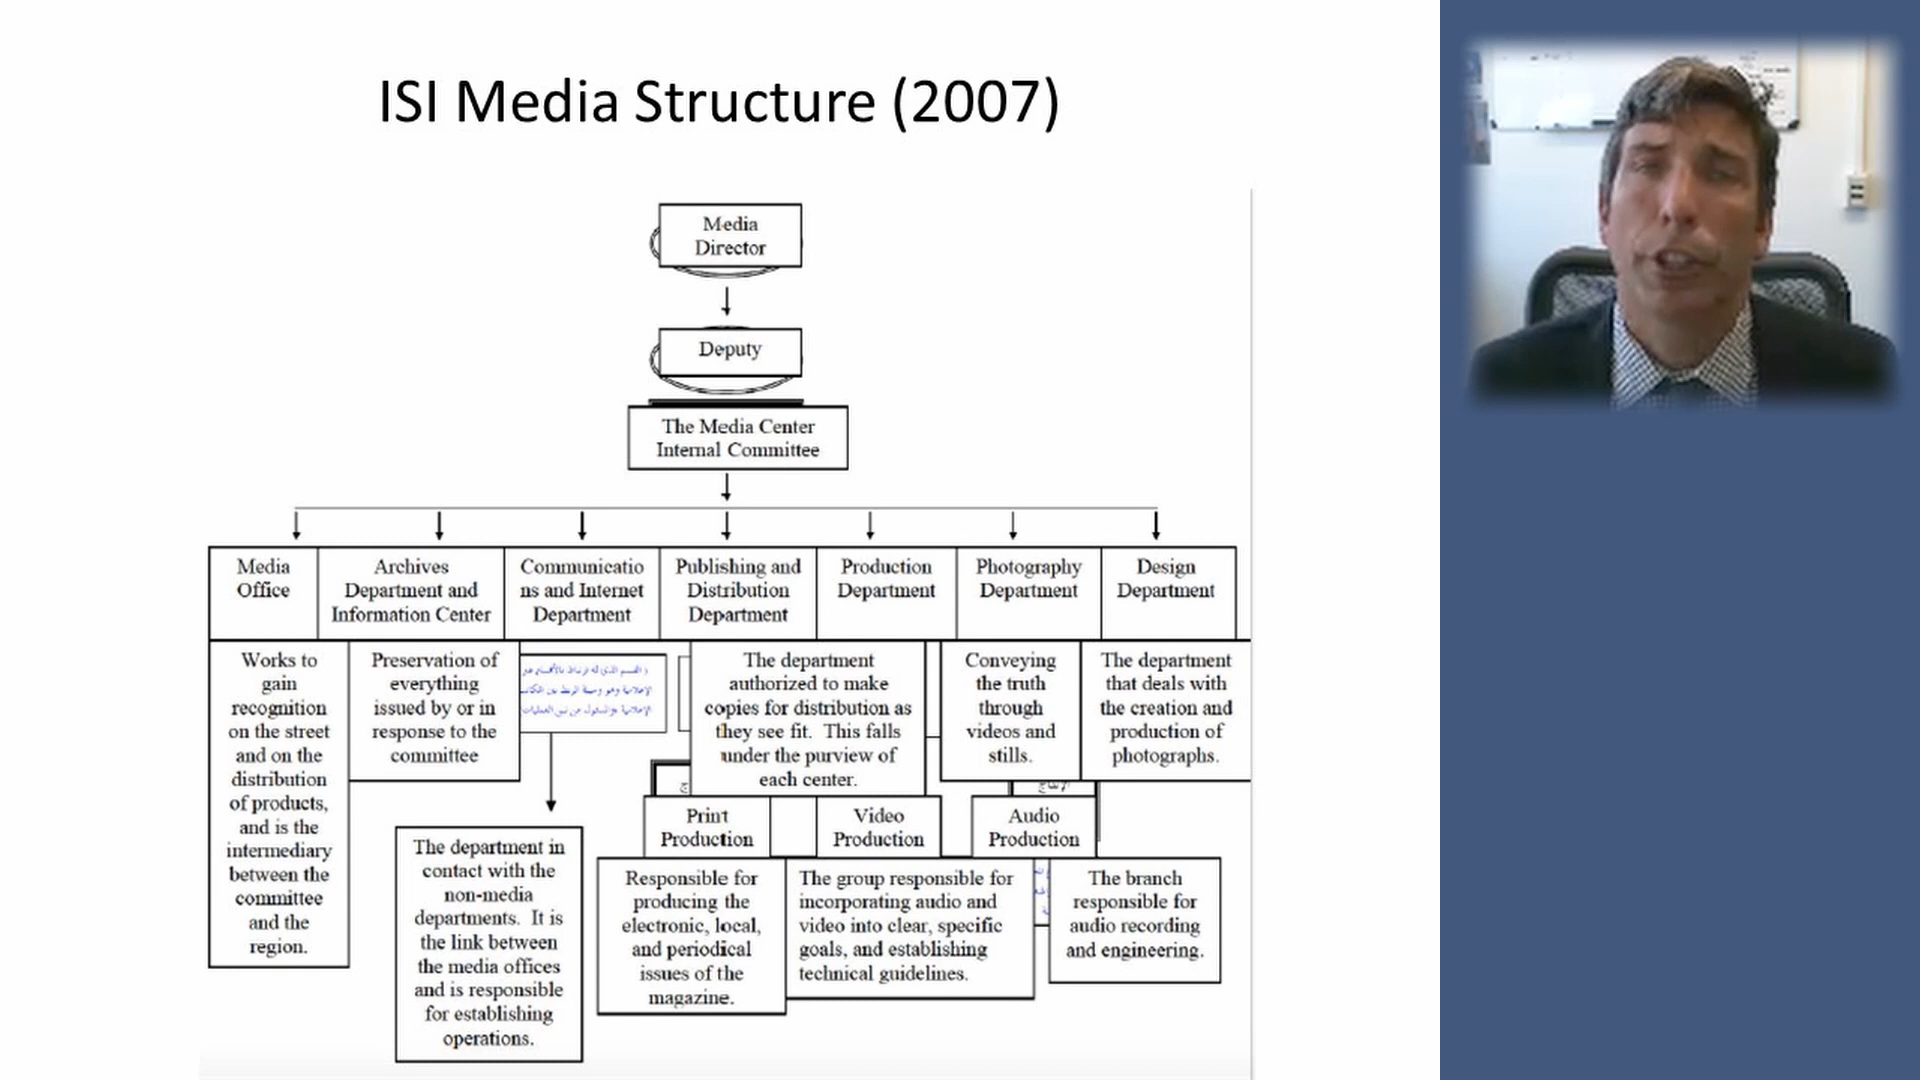 ISI Media Structure (2007)
Media
Director
Deputy
The Media Center
Internal Committee
Media
Office
Archives
Department and
Information Center
Communicatio
ns and Internet
Department
Publishing and
Distribution
Department
Production
Department
Photography
Department
Design
Department
Works to
gain
recognition
on the street
and on the
distribution
of products,
and is the
intermediary
between the
committee
and the
region.
Preservation of
everything
issued by or in
response to the
committee
The department
authorized to make
copies for distribution as
they see fit. This falls
under the purview of
each center.
Conveying
the truth
through
videos and
stills.
The department
that deals with
the creation and
production of
photographs.
The department in
contact with the
non-media
departments. It is
the link between
the media offices
and is responsible
for establishing
operations.
Print
Production
Video
Production
Audio
Production
Responsible for
producing the
electronic, local,
and periodical
issues of the
magazine.
The group responsible for
incorporating audio and
video into clear, specific
goals, and establishing
technical guidelines.
The branch
responsible for
audio recording
and engineering.